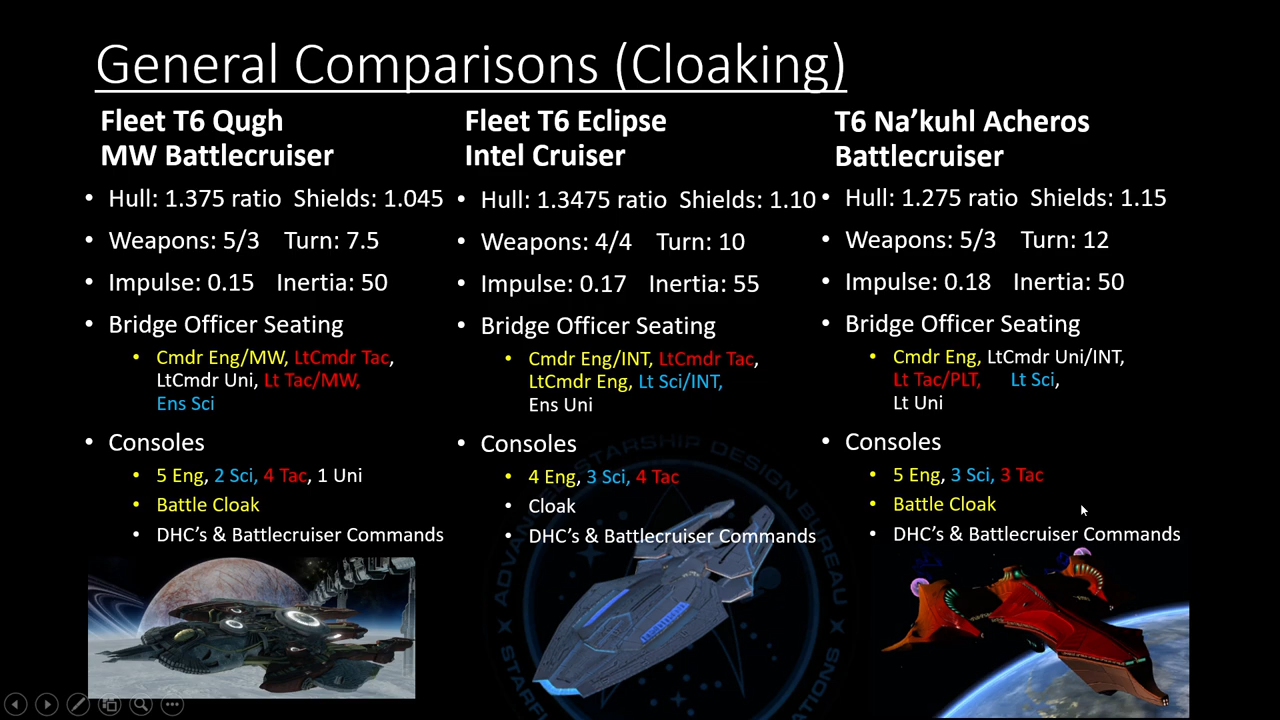 General Comparisons (Cloaking)
Fleet T6 Qugh
MW Battlecruiser
• Hull: 1.375 ratio Shields: 1.045
• Weapons: 5/3 Turn: 7.5
• Impulse: 0.15 Inertia: 50
• Bridge Officer Seating
• Cmdr Eng/MW, LtCmdr Tac,
LtCmdr Uni, Lt Tac/MW,
Ens Sci
• Consoles
• 5 Eng, 2 Sci, 4 Tac, 1 Uni
• Battle Cloak
• DHC's & Battlecruiser Commands
Fleet T6 Eclipse
Intel Cruiser
• Hull: 1.3475 ratio Shields: 1.10
• Weapons: 4/4 Turn: 10
• Impulse: 0.17 Inertia: 55
• Bridge Officer Seating
• Cmdr Eng/INT, LtCmdr Tac,
LtCmdr Eng, Lt Sci/INT,
Ens Uni
• Consoles
• 4 Eng, 3 Sci, 4 Tac
• Cloak
• DHC's & Battlecruiser Commands
T6 Na'kuhl Acheros
Battlecruiser
• Hull: 1.275 ratio Shields: 1.15
• Weapons: 5/3 Turn: 12
• Impulse: 0.18 Inertia: 50
• Bridge Officer Seating
• Cmdr Eng, LtCmdr Uni/INT,
Lt Tac/PLT, Lt Sci,
Lt Uni
• Consoles
• 5 Eng, 3 Sci, 3 Tac
• Battle Cloak
• DHC's & Battlecruiser Commands
STARSHIP DESIGN BUREAU